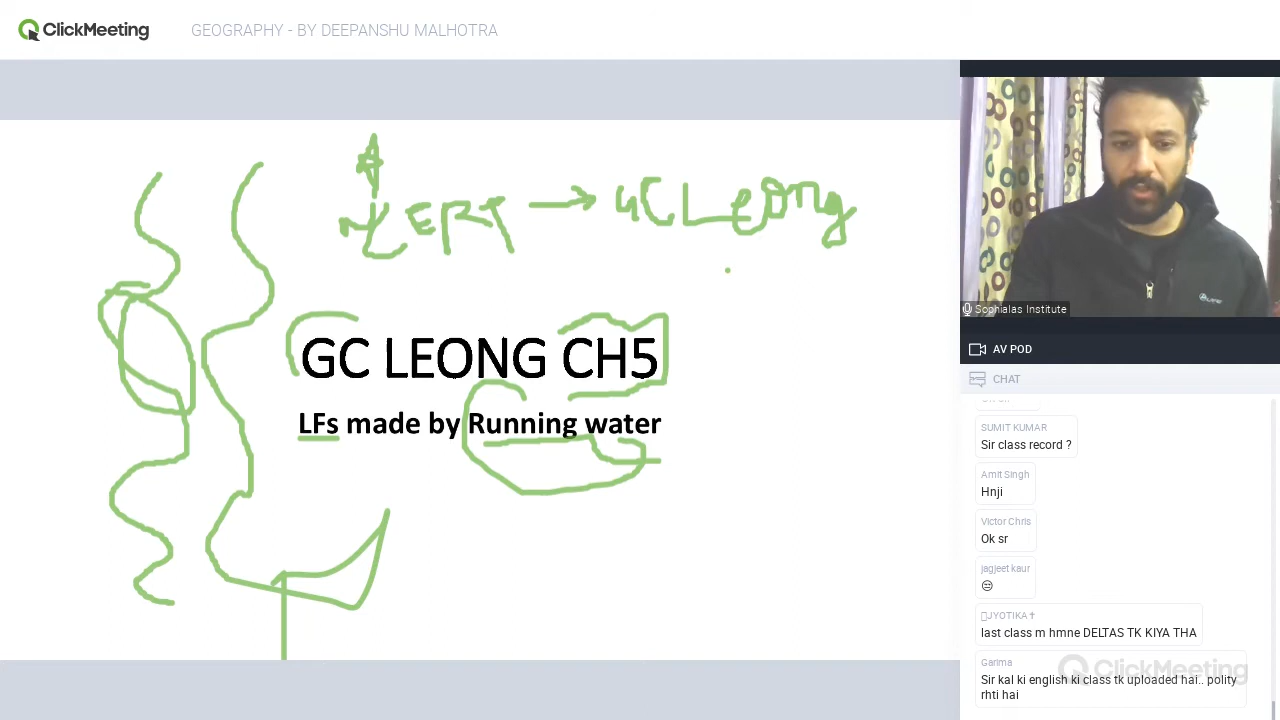 ClickMeeting
GEOGRAPHY - BY DEEPANSHU MALHOTRA
NCERT → GC Leong
GC LEONG CH5
LFs made by Running water
Sophialas Institute
AV POD
CHAT
SUMIT KUMAR
Sir class record ?
Amit Singh
Hnji
Victor Chris
Ok sr
jagjeet kaur
😒
JYOTIKA✝
last class m hmne DELTAS TK KIYA THA
Garima
Sir kal ki english ki class tk uploaded hai.. polity
rhti hai
ClickMeeting